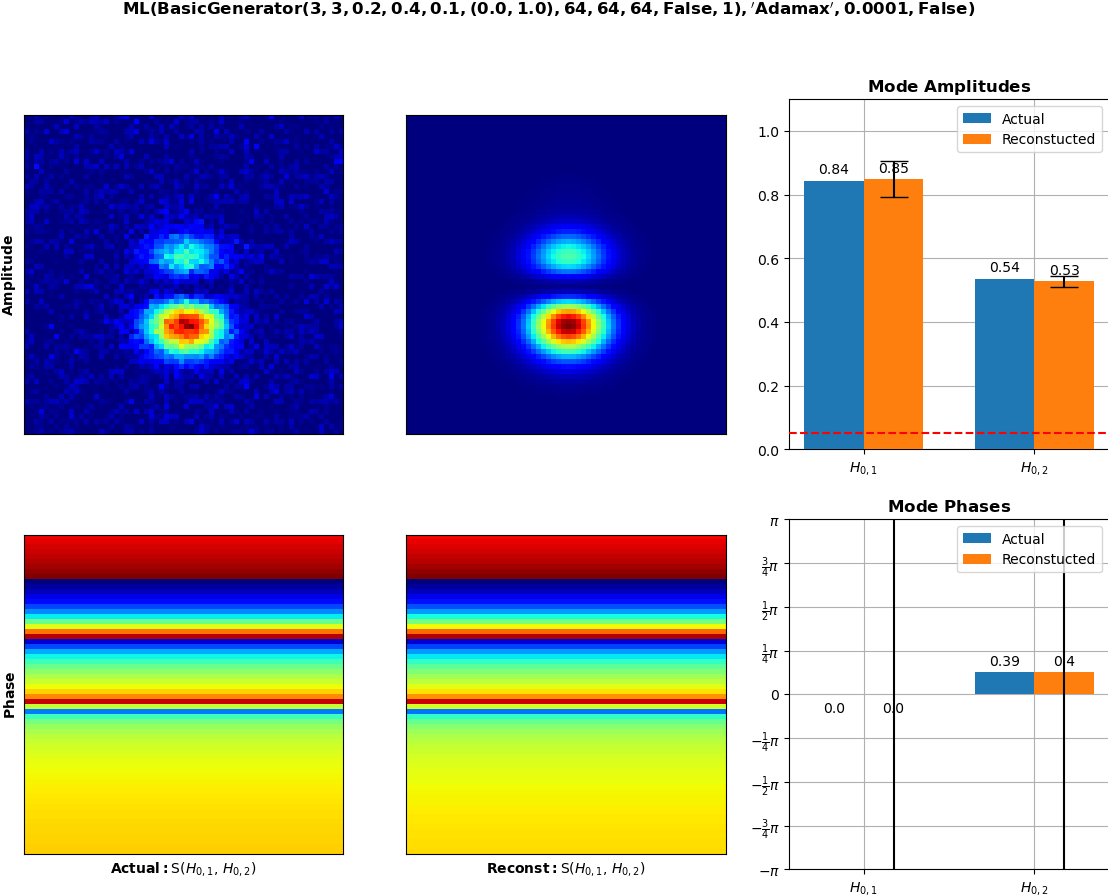 ML(BasicGenerator(3, 3, 0.2, 0.4, 0.1, (0.0, 1.0), 64, 64, 64, False, 1), 'Adamax', 0.0001, False)
Amplitude
Mode Amplitudes
Actual
Reconstucted
1.0
0.8
0.6
0.4
0.2
0.0
0.84
0.85
0.54
0.53
H0,1
H0,2
Phase
Actual: S(H0,1, H0,2)
Reconst: S(H0,1, H0,2)
Mode Phases
Actual
Reconstucted
π
3/4π
1/2π
1/4π
0
−1/4π
−1/2π
−3/4π
−π
0.0
0.0
0.39
0.4
H0,1
H0,2